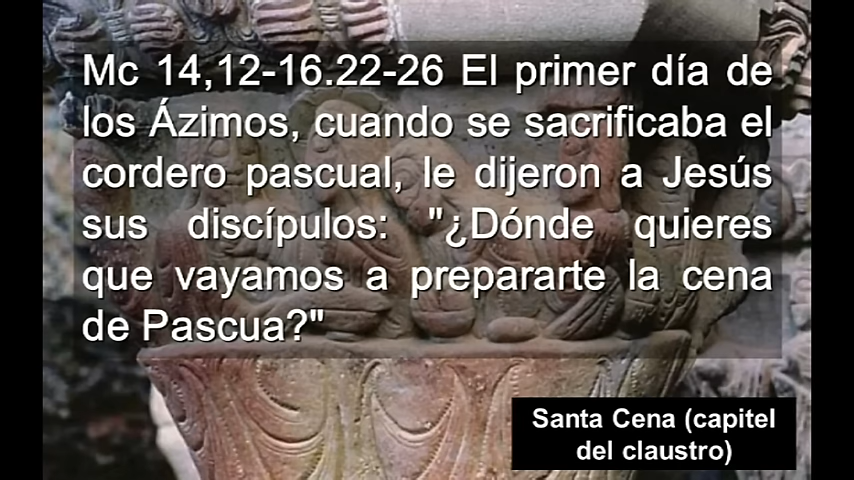 Mc 14,12-16.22-26 El primer día de
los Ázimos, cuando se sacrificaba el
cordero pascual, le dijeron a Jesús
sus discípulos: "¿Dónde quieres
que vayamos a prepararte la cena
de Pascua?"
Santa Cena (capitel
del claustro)